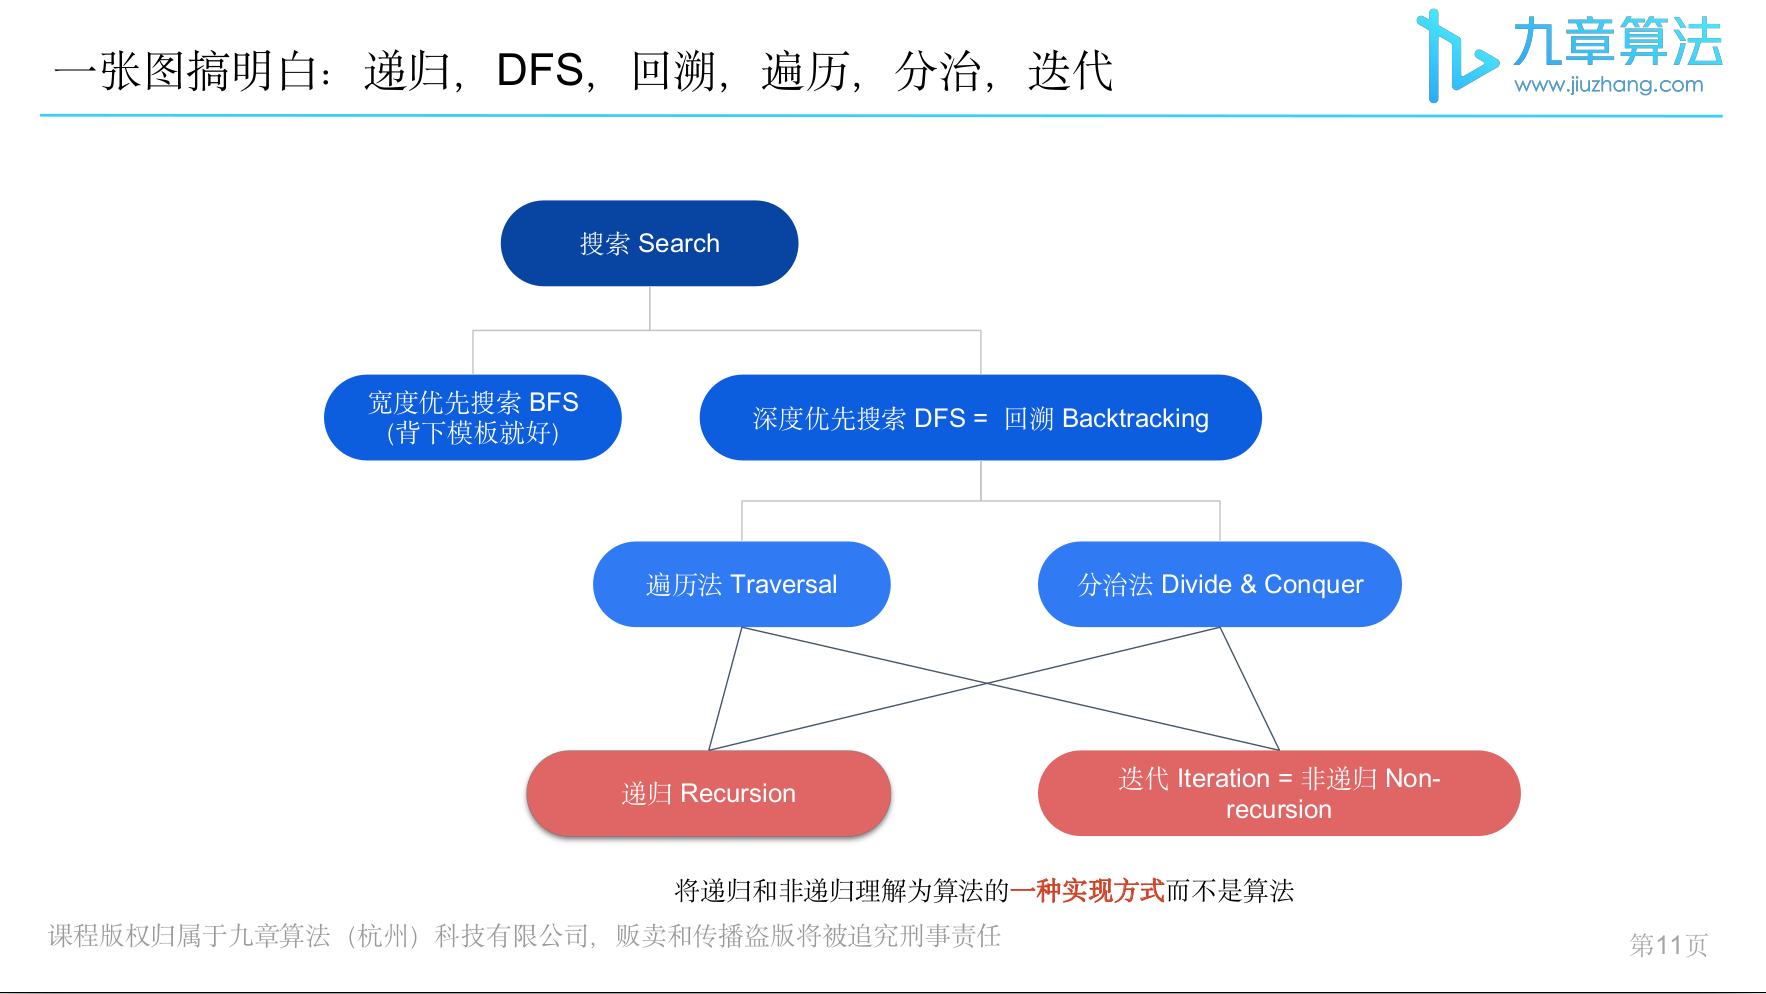 一张图搞明白：递归，DFS，回溯，遍历，分治，迭代
九章算法
www.jiuzhang.com
搜索 Search
宽度优先搜索 BFS
(背下模板就好)
深度优先搜索 DFS = 回溯 Backtracking
遍历法 Traversal
分治法 Divide & Conquer
递归 Recursion
迭代 Iteration = 非递归 Non-
recursion
将递归和非递归理解为算法的一种实现方式而不是算法
课程版权归属于九章算法（杭州）科技有限公司，贩卖和传播盗版将被追究刑事责任
第11页